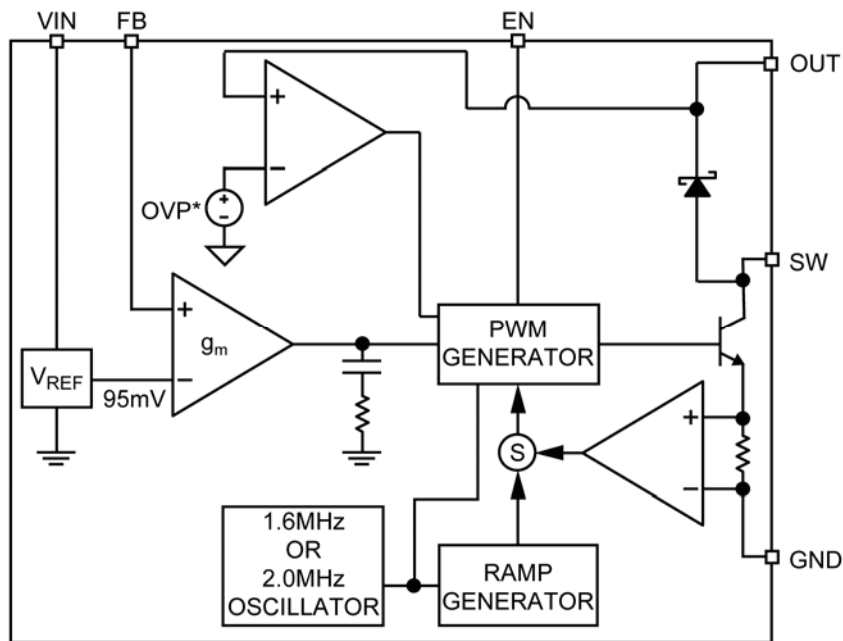 VIN
FB
EN
OUT
+
−
OVP*
+
−
SW
+
gm
−
VREF
95mV
PWM
GENERATOR
+
−
S
1.6MHz
OR
2.0MHz
OSCILLATOR
RAMP
GENERATOR
GND